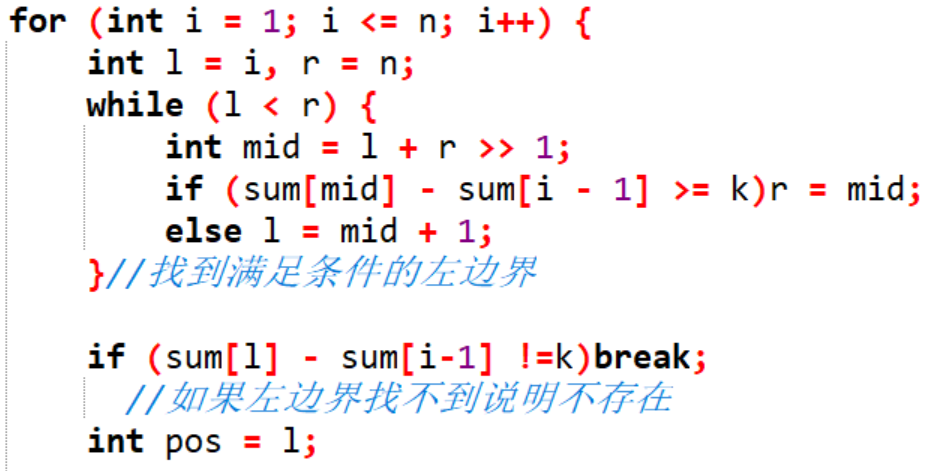 for (int i = 1; i <= n; i++) {
    int l = i, r = n;
    while (l < r) {
        int mid = l + r >> 1;
        if (sum[mid] - sum[i - 1] >= k)r = mid;
        else l = mid + 1;
    }//找到满足条件的左边界
    if (sum[l] - sum[i-1] !=k)break;
      //如果左边界找不到说明不存在
    int pos = l;